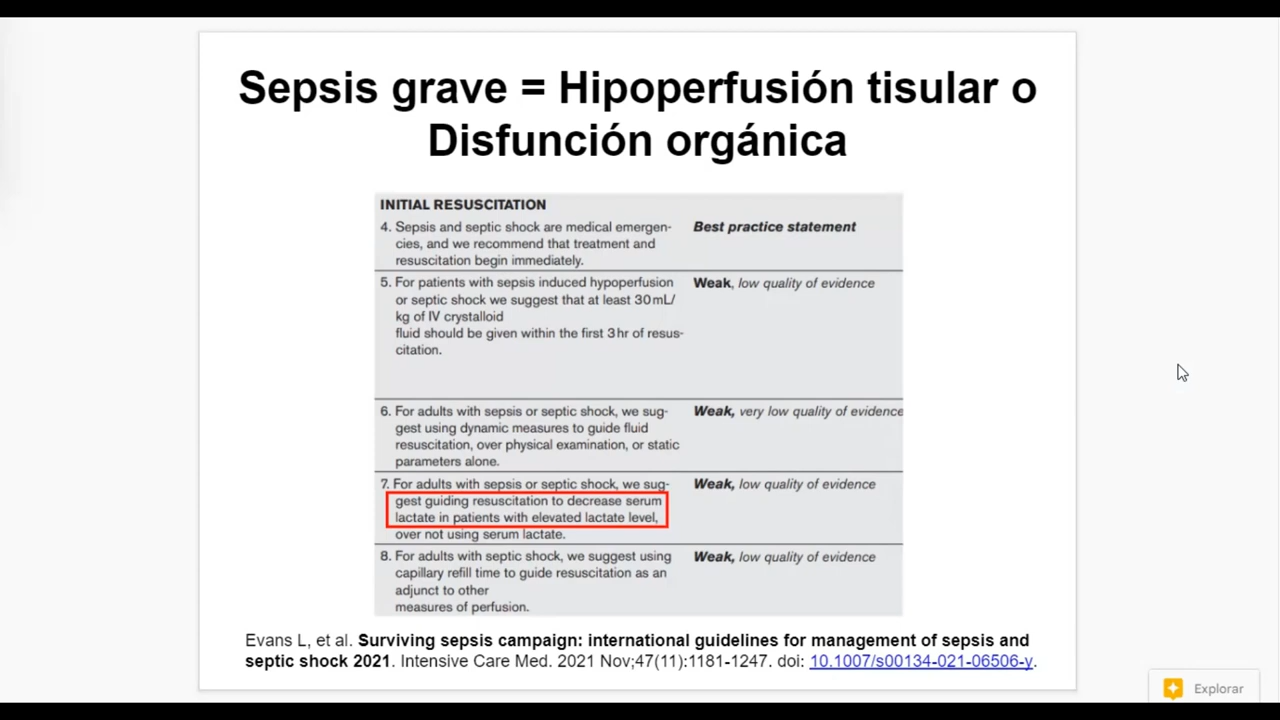 Sepsis grave = Hipoperfusión tisular o
Disfunción orgánica
INITIAL RESUSCITATION
4. Sepsis and septic shock are medical emergen-
cies, and we recommend that treatment and
resuscitation begin immediately.
Best practice statement
5. For patients with sepsis induced hypoperfusion
or septic shock we suggest that at least 30 mL/
kg of IV crystalloid
fluid should be given within the first 3 hr of resus-
citation.
Weak, low quality of evidence
6. For adults with sepsis or septic shock, we sug-
gest using dynamic measures to guide fluid
resuscitation, over physical examination, or static
parameters alone.
Weak, very low quality of evidence
7. For adults with sepsis or septic shock, we sug-
gest guiding resuscitation to decrease serum
lactate in patients with elevated lactate level,
over not using serum lactate.
Weak, low quality of evidence
8. For adults with septic shock, we suggest using
capillary refill time to guide resuscitation as an
adjunct to other
measures of perfusion.
Weak, low quality of evidence
Evans L, et al. Surviving sepsis campaign: international guidelines for management of sepsis and
septic shock 2021. Intensive Care Med. 2021 Nov;47(11):1181-1247. doi: 10.1007/s00134-021-06506-y.
Explorar